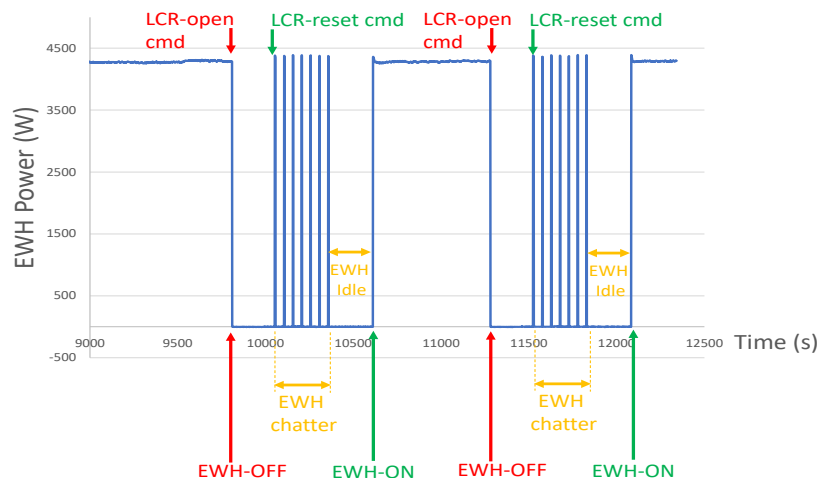 LCR-open
cmd
LCR-reset cmd
LCR-open
cmd
LCR-reset cmd
4500
3500
2500
1500
500
-500
EWH Power (W)
EWH
Idle
EWH
Idle
9000
9500
10000
10500
11000
11500
12000
12500
Time (s)
EWH
chatter
EWH
chatter
EWH-OFF
EWH-ON
EWH-OFF
EWH-ON